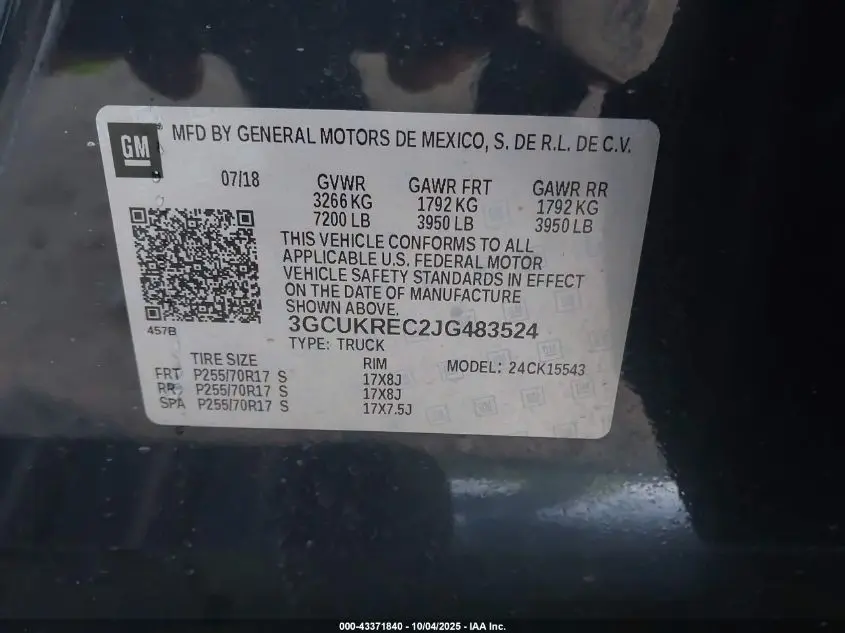 GM
MFD BY GENERAL MOTORS DE MEXICO, S. DE R.L. DE C.V.
07/18 GVWR GAWR FRT GAWR RR
3266 KG 1792 KG 1792 KG
7200 LB 3950 LB 3950 LB
THIS VEHICLE CONFORMS TO ALL
APPLICABLE U.S. FEDERAL MOTOR
VEHICLE SAFETY STANDARDS IN EFFECT
ON THE DATE OF MANUFACTURE
SHOWN ABOVE.
457B
3GCUKREC2JG483524
TYPE: TRUCK
TIRE SIZE RIM MODEL: 24CK15543
FRT P255/70R17 S 17X8J
RR P255/70R17 S 17X8J
SPA P255/70R17 S 17X7.5J
000-43371840 - 10/04/2025 - IAA Inc.